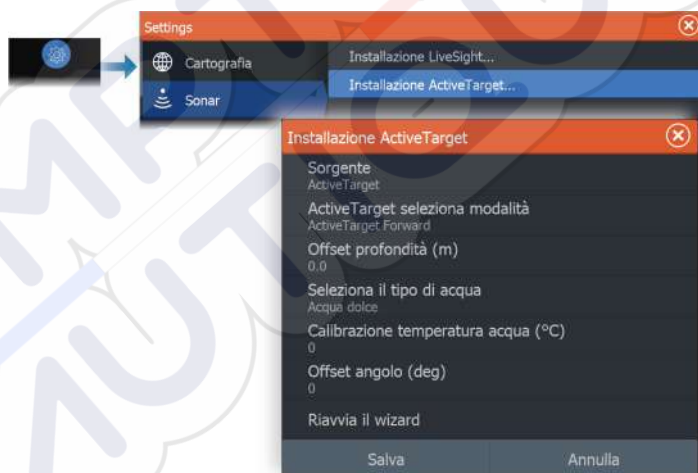 Settings
Cartografia
Installazione LiveSight...
Sonar
Installazione ActiveTarget...
Installazione ActiveTarget
Sorgente
ActiveTarget
ActiveTarget seleziona modalità
ActiveTarget Forward
Offset profondità (m)
0.0
Seleziona il tipo di acqua
Acqua dolce
Calibrazione temperatura acqua (°C)
0
Offset angolo (deg)
0
Riavvia il wizard
Salva
Annulla